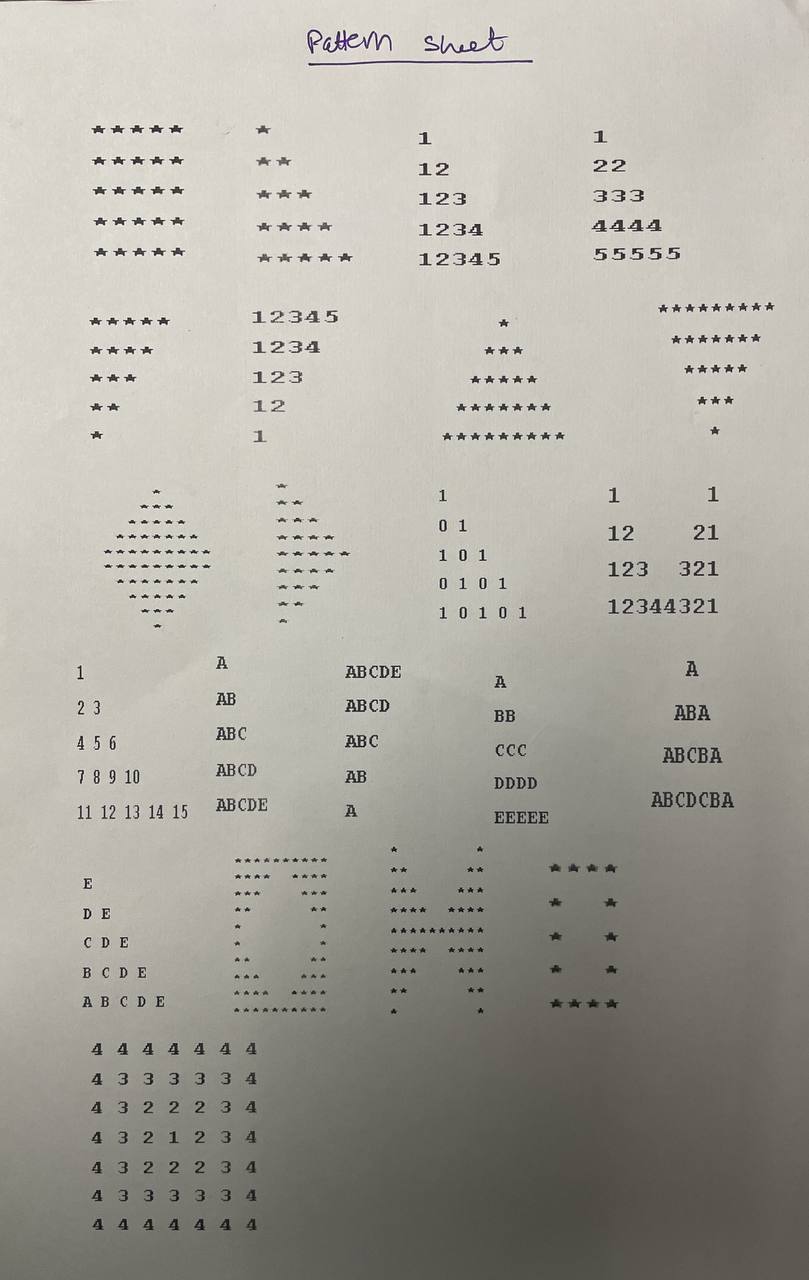 Pattern sheet
*****
*****
*****
*****
*****
*
**
***
****
*****
1
12
123
1234
12345
1
22
333
4444
55555
*****
****
***
**
*
12345
1234
123
12
1
    *
   ***
  *****
 *******
*********
*********
 *******
  *****
   ***
    *
    *
   ***
  *****
 *******
*********
*********
 *******
  *****
   ***
    *
*
**
***
****
*****
****
***
**
*
1
0 1
1 0 1
0 1 0 1
1 0 1 0 1
1      1
12    21
123  321
12344321
1
2 3
4 5 6
7 8 9 10
11 12 13 14 15
A
AB
ABC
ABCD
ABCDE
ABCDE
ABCD
ABC
AB
A
A
BB
CCC
DDDD
EEEEE
   A
  ABA
 ABCBA
ABCDCBA
E
D E
C D E
B C D E
A B C D E
**********
****  ****
***    ***
**      **
*        *
*        *
**      **
***    ***
****  ****
**********
*        *
**      **
***    ***
****  ****
**********
****  ****
***    ***
**      **
*        *
****
*  *
*  *
*  *
****
4 4 4 4 4 4 4
4 3 3 3 3 3 4
4 3 2 2 2 3 4
4 3 2 1 2 3 4
4 3 2 2 2 3 4
4 3 3 3 3 3 4
4 4 4 4 4 4 4